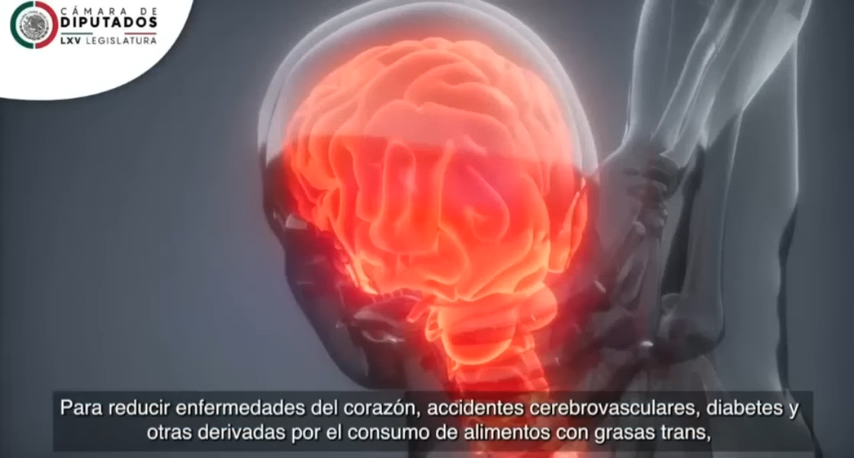 CÁMARA DE
DIPUTADOS
LXV LEGISLATURA
Para reducir enfermedades del corazón, accidentes cerebrovasculares, diabetes y
otras derivadas por el consumo de alimentos con grasas trans,